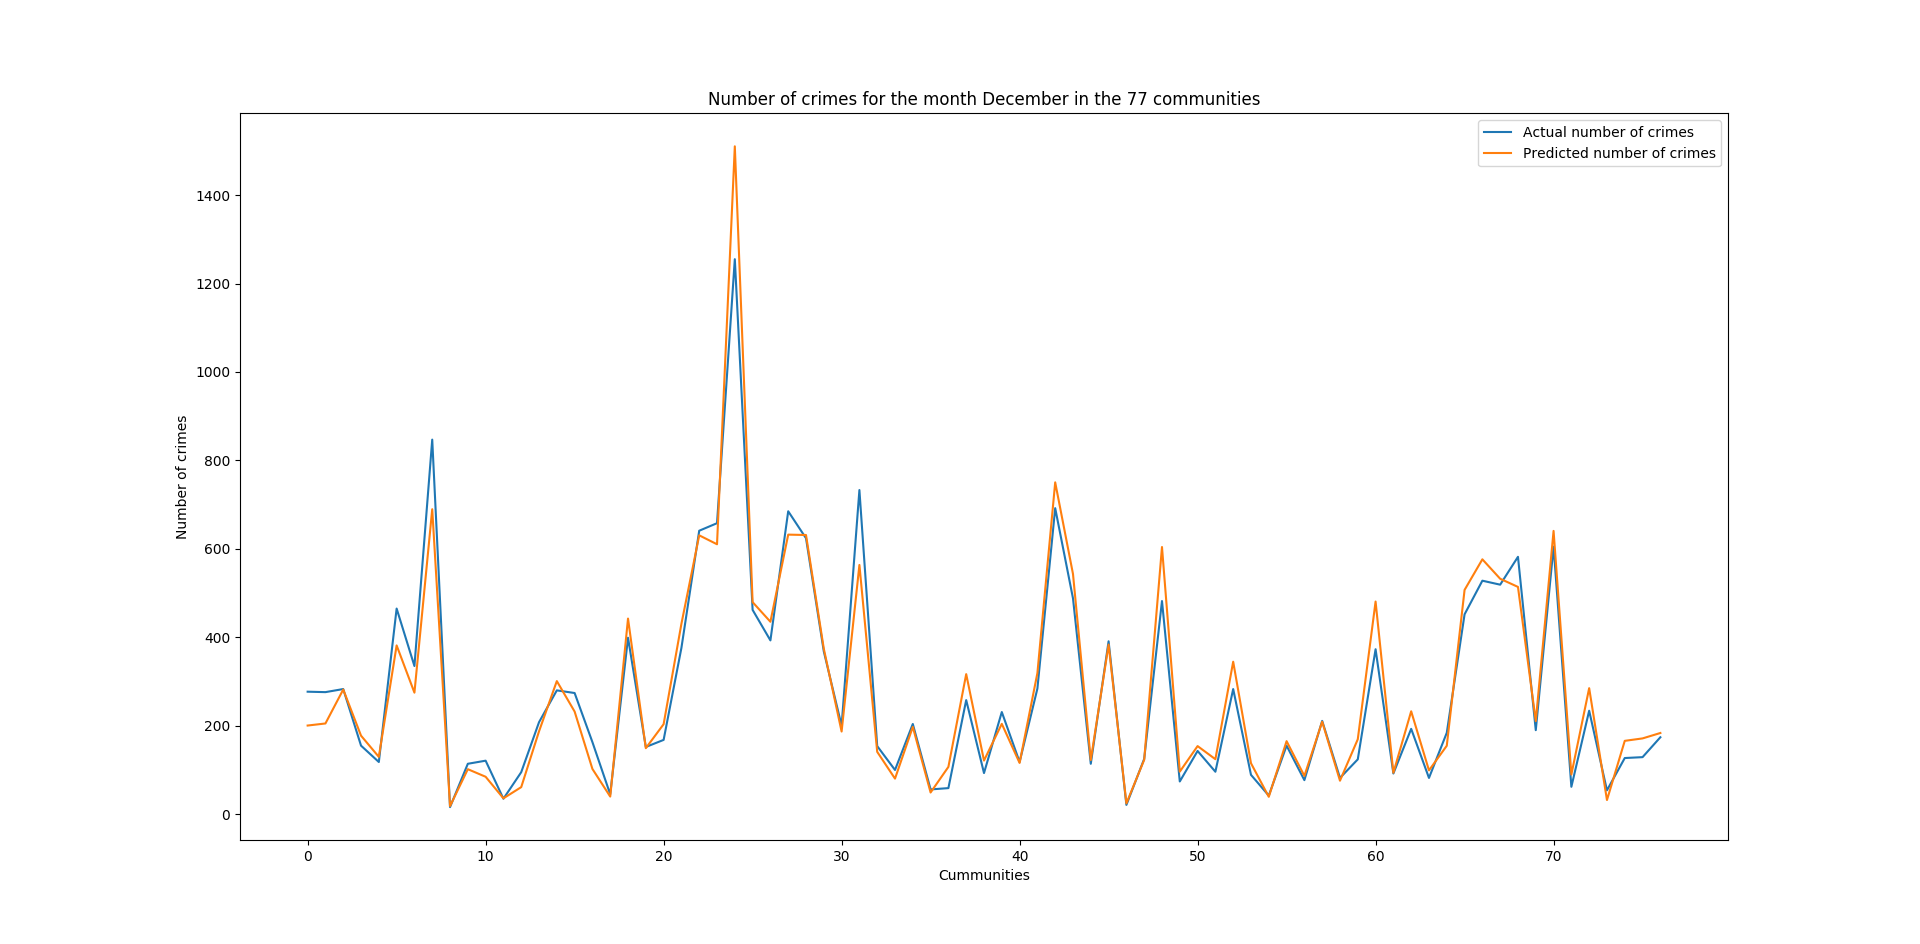 Number of crimes for the month December in the 77 communities
Actual number of crimes
Predicted number of crimes
Number of crimes
1400
1200
1000
800
600
400
200
0
0 10 20 30 40 50 60 70
Cummunities